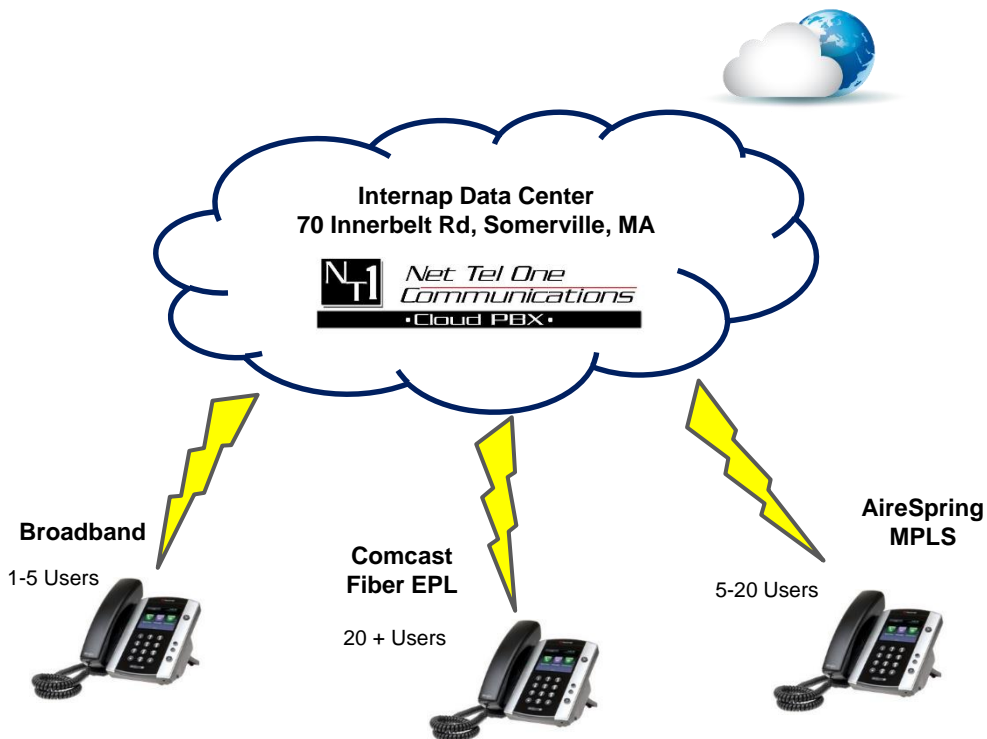 Internap Data Center
70 Innerbelt Rd, Somerville, MA
NT1
Net Tel One
Communications
•Cloud PBX•
Broadband
1-5 Users
Comcast
Fiber EPL
20 + Users
AireSpring
MPLS
5-20 Users